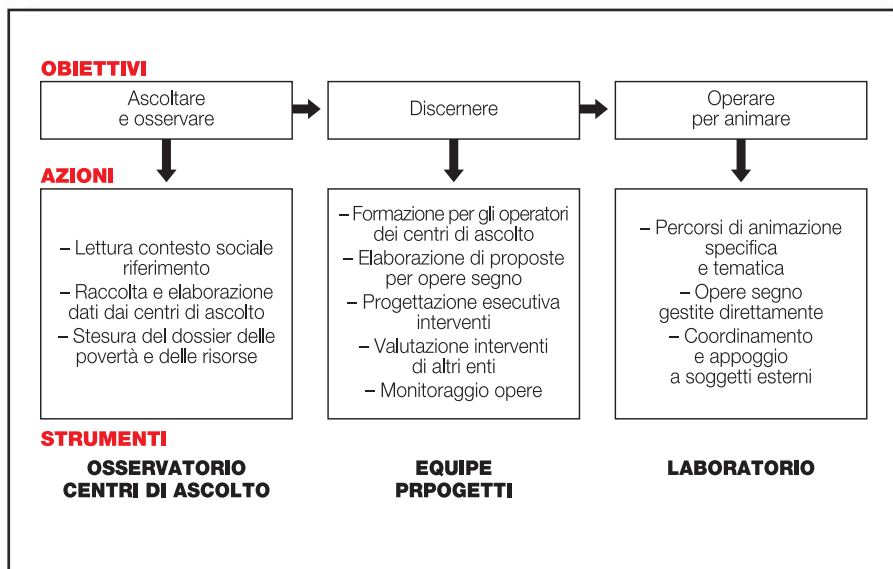 OBIETTIVI
Ascoltare
e osservare
Discernere
Operare
per animare
AZIONI
– Lettura contesto sociale
riferimento
– Raccolta e elaborazione
dati dai centri di ascolto
– Stesura del dossier delle
povertà e delle risorse
– Formazione per gli operatori
dei centri di ascolto
– Elaborazione di proposte
per opere segno
– Progettazione esecutiva
interventi
– Valutazione interventi
di altri enti
– Monitoraggio opere
– Percorsi di animazione
specifica
e tematica
– Opere segno
gestite direttamente
– Coordinamento
e appoggio
a soggetti esterni
STRUMENTI
OSSERVATORIO
CENTRI DI ASCOLTO
EQUIPE
PRPOGETTI
LABORATORIO